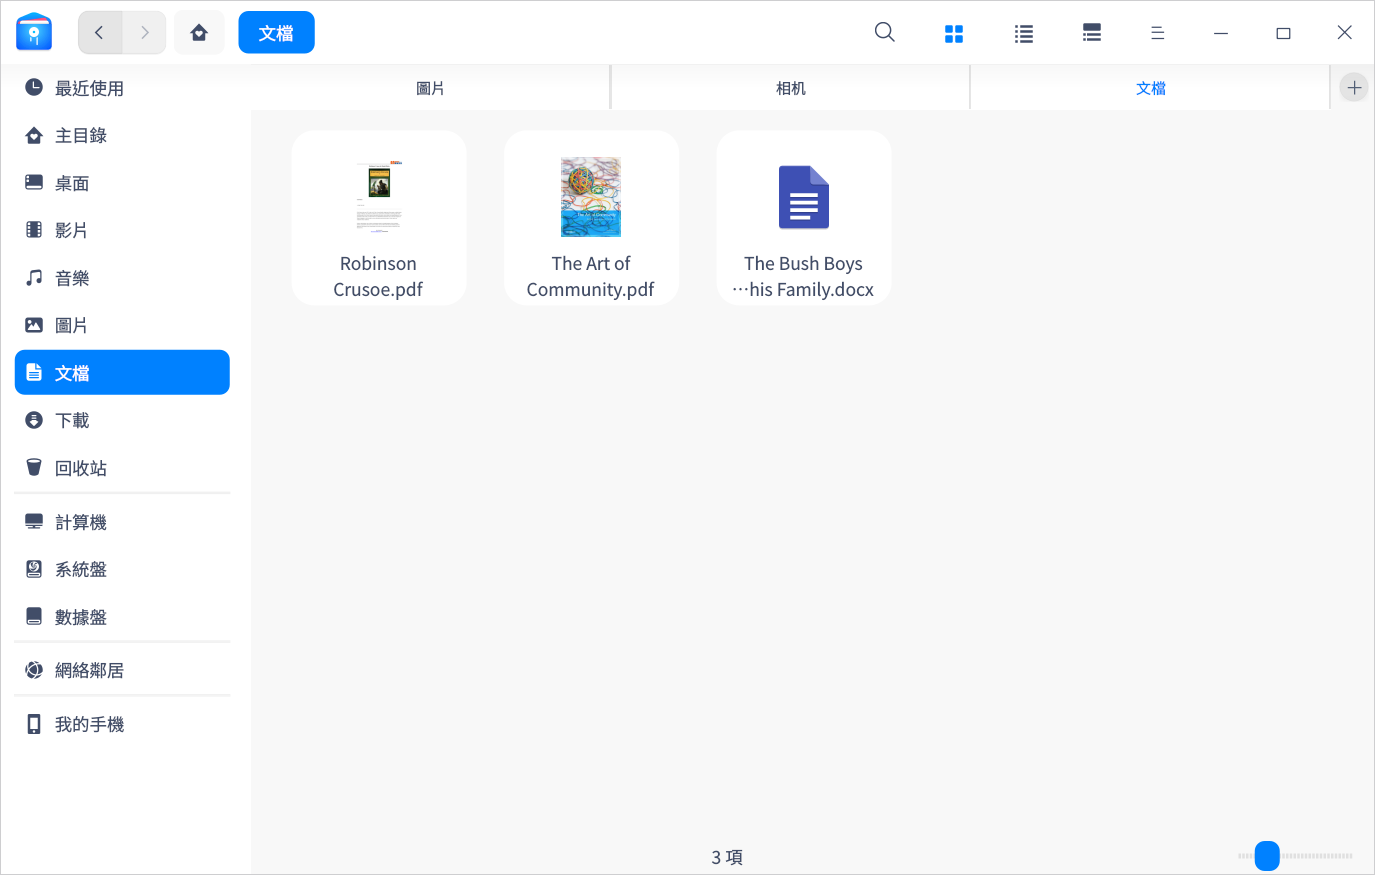 文檔
最近使用
主目錄
桌面
影片
音樂
圖片
文檔
下載
回收站
計算機
系統盤
數據盤
網絡鄰居
我的手機
圖片
相机
文檔
Robinson
Crusoe.pdf
The Art of
Community.pdf
The Bush Boys
…his Family.docx
3 項